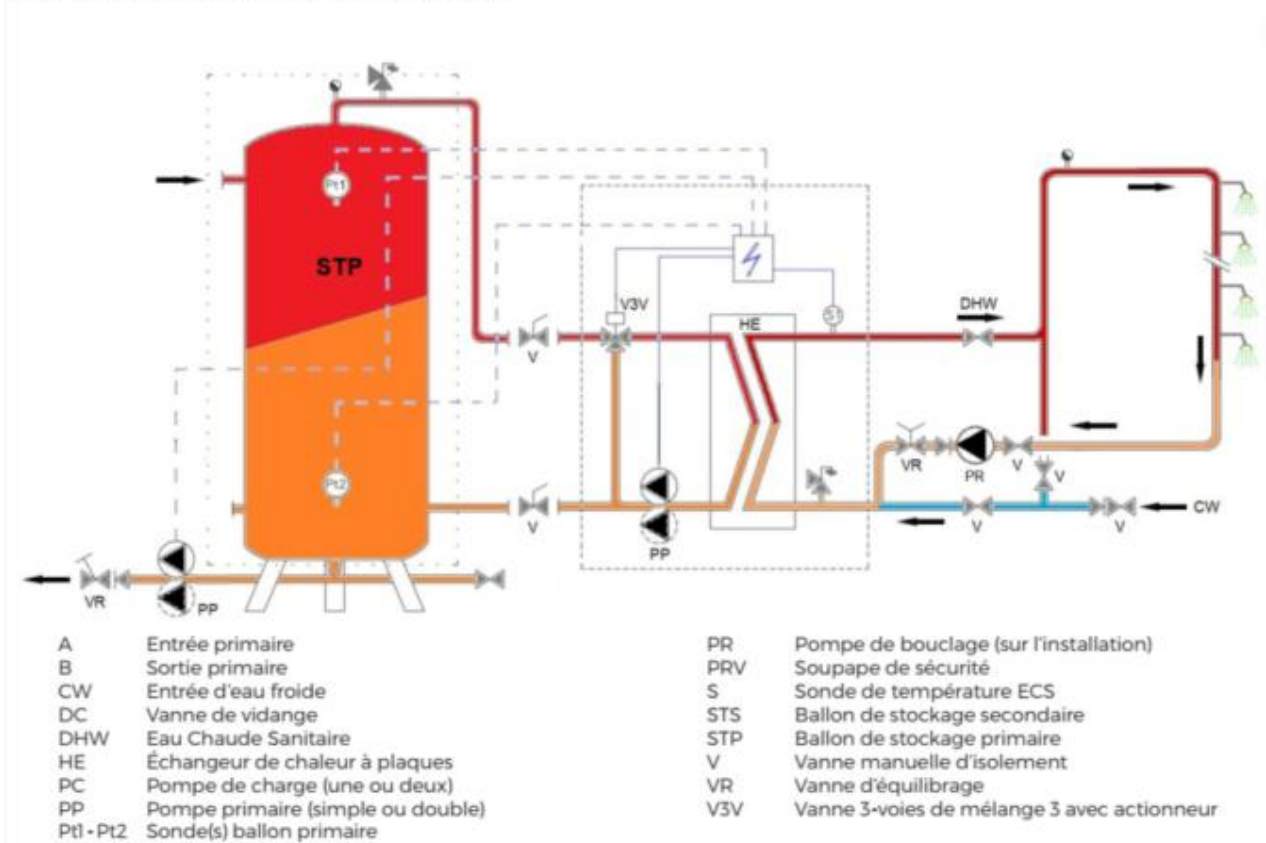 Pt1
STP
V3V
HE
S1
DHW
V
VR
PR
V
V
Pt2
V
PP
V
V
CW
VR
PP
A Entrée primaire
B Sortie primaire
CW Entrée d'eau froide
DC Vanne de vidange
DHW Eau Chaude Sanitaire
HE Échangeur de chaleur à plaques
PC Pompe de charge (une ou deux)
PP Pompe primaire (simple ou double)
Pt1 - Pt2 Sonde(s) ballon primaire
PR Pompe de bouclage (sur l'installation)
PRV Soupape de sécurité
S Sonde de température ECS
STS Ballon de stockage secondaire
STP Ballon de stockage primaire
V Vanne manuelle d'isolement
VR Vanne d'équilibrage
V3V Vanne 3-voies de mélange 3 avec actionneur